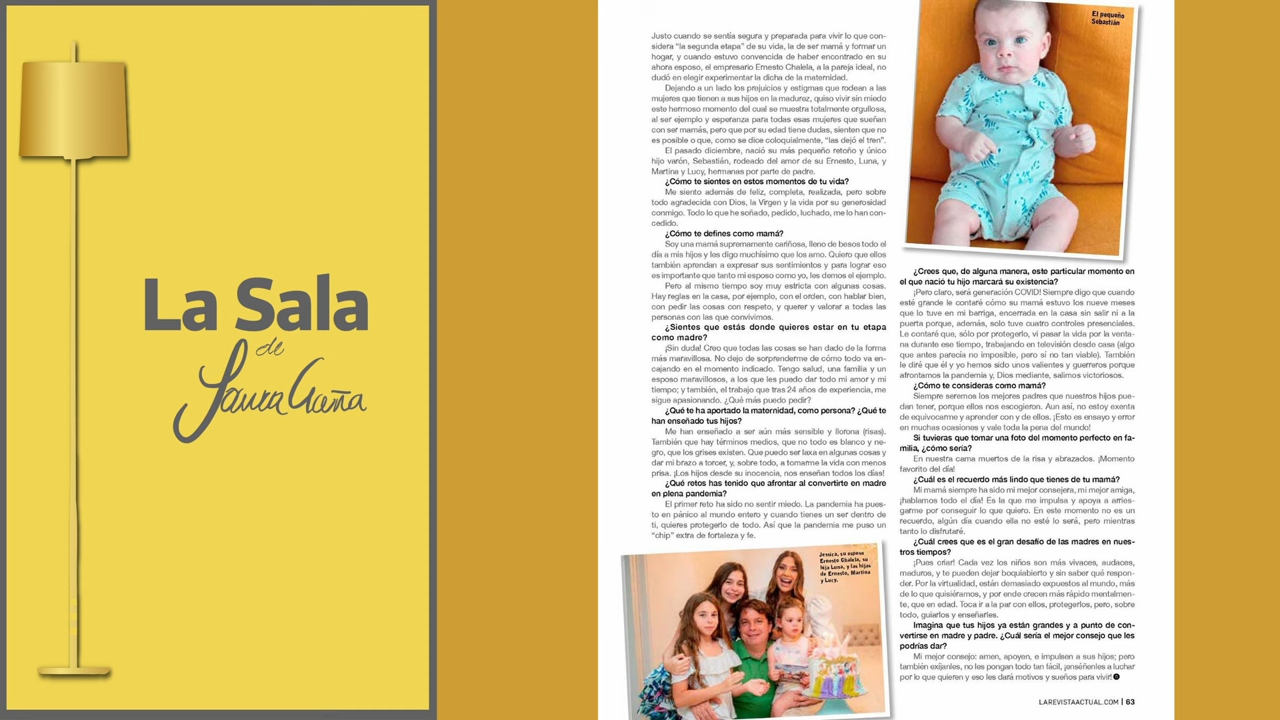 La Sala
de
Laura Acuña
Justo cuando se sentía segura y preparada para vivir lo que con-
sidera “la segunda etapa” de su vida, la de ser mamá y formar un
hogar, y cuando estuvo convencida de haber encontrado en su
ahora esposo, el empresario Ernesto Chalela, a la pareja ideal, no
dudó en elegir experimentar la dicha de la maternidad.
Dejando a un lado los prejuicios y estigmas que rodean a las
mujeres que tienen a sus hijos en la madurez, quiso vivir sin miedo
este hermoso momento del cual se muestra totalmente orgullosa,
al ser ejemplo y esperanza para todas esas mujeres que sueñan
con ser mamás, pero que por su edad tiene dudas, sienten que no
es posible o que, como se dice coloquialmente, “las dejó el tren”.
El pasado diciembre, nació su más pequeño retoño y único
hijo varón, Sebastián, rodeado del amor de su Ernesto, Luna, y
Martina y Lucy, hermanas por parte de padre.
¿Cómo te sientes en estos momentos de tu vida?
Me siento además de feliz, completa, realizada, pero sobre
todo agradecida con Dios, la Virgen y la vida por su generosidad
conmigo. Todo lo que he soñado, pedido, luchado, me lo han con-
cedido.
¿Cómo te defines como mamá?
Soy una mamá supremamente cariñosa, lleno de besos todo el
día a mis hijos y les digo muchísimo que los amo. Quiero que ellos
también aprendan a expresar sus sentimientos y para lograr eso
es importante que tanto mi esposo como yo, les demos el ejemplo.
Pero al mismo tiempo soy muy estricta con algunas cosas.
Hay reglas en la casa, por ejemplo, con el orden, con hablar bien,
con pedir las cosas con respeto, y querer y valorar a todas las
personas con las que convivimos.
¿Sientes que estás donde quieres estar en tu etapa
como madre?
¡Sin duda! Creo que todas las cosas se han dado de la forma
más maravillosa. No dejo de sorprenderme de cómo todo va en-
cajando en el momento indicado. Tengo salud, una familia y un
esposo maravillosos, a los que les puedo dar todo mi amor y mi
tiempo; y también, el trabajo que tras 24 años de experiencia, me
sigue apasionando. ¿Qué más puedo pedir?
¿Qué te ha aportado la maternidad, como persona? ¿Qué te
han enseñado tus hijos?
Me han enseñado a ser aún más sensible y llorona (risas).
También que hay términos medios, que no todo es blanco y ne-
gro, que los grises existen. Que puedo ser laxa en algunas cosas y
dar mi brazo a torcer, y, sobre todo, a tomarme la vida con menos
prisa. ¡Los hijos desde su inocencia, nos enseñan todos los días!
¿Qué retos has tenido que afrontar al convertirte en madre
en plena pandemia?
El primer reto ha sido no sentir miedo. La pandemia ha pues-
to en pánico al mundo entero y cuando tienes un ser dentro de
ti, quieres protegerlo de todo. Así que la pandemia me puso un
“chip” extra de fortaleza y fe.
Jessica, su esposo
Ernesto Chalela, su
hija Luna, y las hijas
de Ernesto, Martina
y Lucy.
El pequeño
Sebastián
¿Crees que, de alguna manera, este particular momento en
el que nació tu hijo marcará su existencia?
¡Pero claro, será generación COVID! Siempre digo que cuando
esté grande le contaré cómo su mamá estuvo los nueve meses
que lo tuve en mi barriga, encerrada en la casa sin salir ni a la
puerta porque, además, solo tuve cuatro controles presenciales.
Le contaré que, sólo por protegerlo, vi pasar la vida por la venta-
na durante ese tiempo, trabajando en televisión desde casa (algo
que antes parecía no imposible, pero sí no tan viable). También
le diré que él y yo hemos sido unos valientes y guerreros porque
afrontamos la pandemia y, Dios mediante, salimos victoriosos.
¿Cómo te consideras como mamá?
Siempre seremos los mejores padres que nuestros hijos pue-
dan tener, porque ellos nos escogieron. Aun así, no estoy exenta
de equivocarme y aprender con y de ellos. ¡Esto es ensayo y error
en muchas ocasiones y vale toda la pena del mundo!
Si tuvieras que tomar una foto del momento perfecto en fa-
milia, ¿cómo sería?
En nuestra cama muertos de la risa y abrazados. ¡Momento
favorito del día!
¿Cuál es el recuerdo más lindo que tienes de tu mamá?
Mi mamá siempre ha sido mi mejor consejera, mi mejor amiga,
¡hablamos todo el día! Es la que me impulsa y apoya a arries-
garme por conseguir lo que quiero. En este momento no es un
recuerdo, algún día cuando ella no esté lo será, pero mientras
tanto lo disfrutaré.
¿Cuál crees que es el gran desafío de las madres en nues-
tros tiempos?
¡Pues criar! Cada vez los niños son más vivaces, audaces,
maduros, y te pueden dejar boquiabierto y sin saber qué respon-
der. Por la virtualidad, están demasiado expuestos al mundo, más
de lo que quisiéramos, y por ende crecen más rápido mentalmen-
te, que en edad. Toca ir a la par con ellos, protegerlos, pero, sobre
todo, guiarlos y enseñarles.
Imagina que tus hijos ya están grandes y a punto de con-
vertirse en madre y padre. ¿Cuál sería el mejor consejo que les
podrías dar?
Mi mejor consejo: amen, apoyen, e impulsen a sus hijos; pero
también exíjanles, no les pongan todo tan fácil, ¡enséñenles a luchar
por lo que quieren y eso les dará motivos y sueños para vivir!
LAREVISTAACTUAL.COM | 63